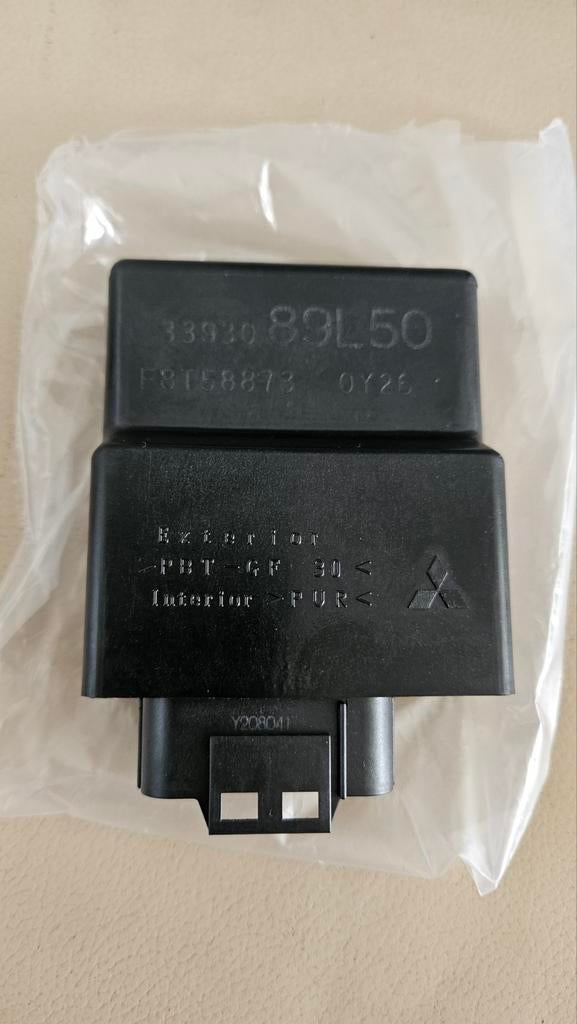 33930 89L50
F8T58873 0Y26
Exterior
>PBT-GF 30<
Interior >PUR<
Y208041